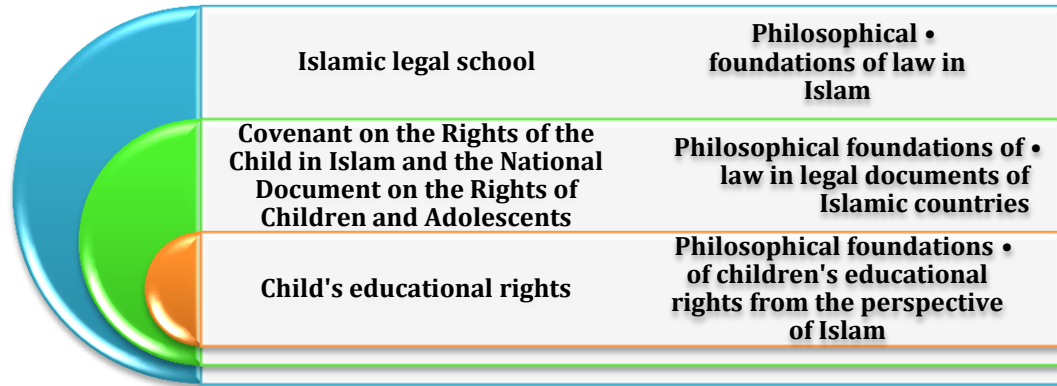 Islamic legal school
Philosophical •
foundations of law in
Islam
Covenant on the Rights of the
Child in Islam and the National
Document on the Rights of
Children and Adolescents
Philosophical foundations of •
law in legal documents of
Islamic countries
Child's educational rights
Philosophical foundations •
of children's educational
rights from the perspective
of Islam